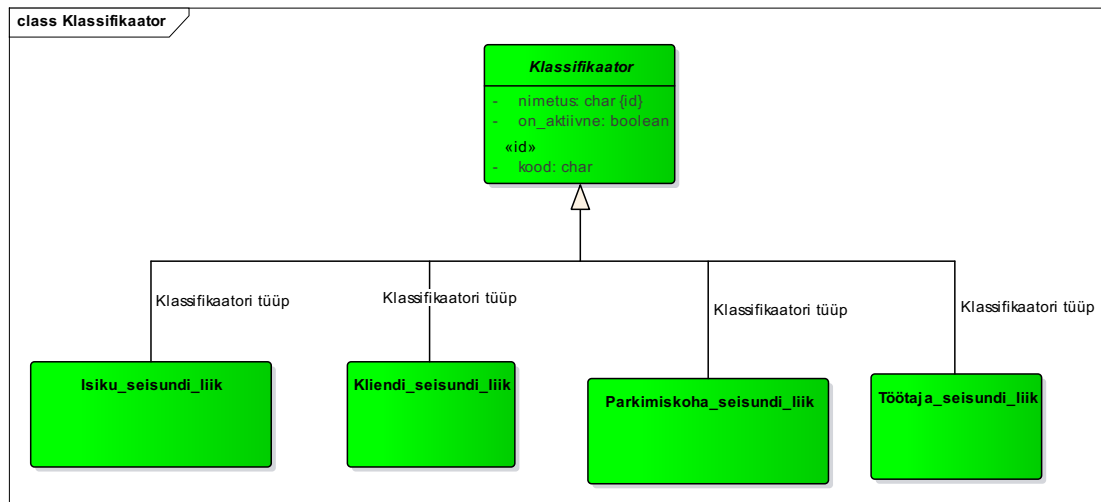 class Klassifikaator
Klassifikaator
- nimetus: char {id}
- on_aktiivne: boolean
«id»
- kood: char
Klassifikaatori tüüp
Klassifikaatori tüüp
Klassifikaatori tüüp
Klassifikaatori tüüp
Isiku_seisundi_liik
Kliendi_seisundi_liik
Parkimiskoha_seisundi_liik
Töötaja_seisundi_liik